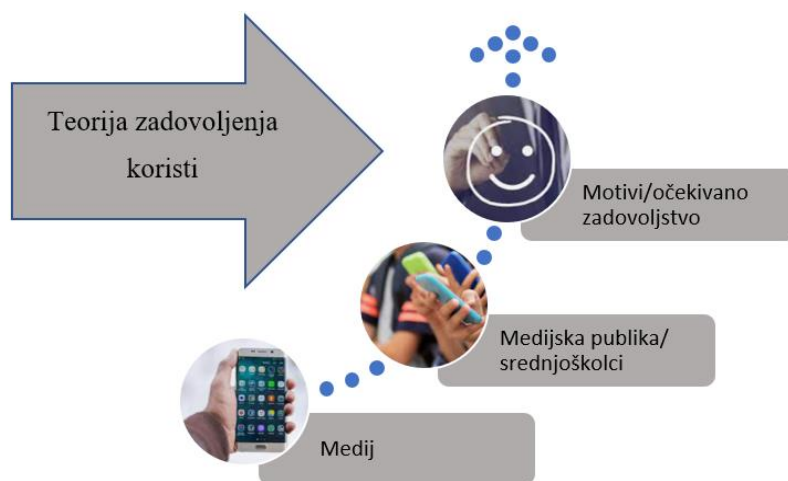 Teorija zadovoljenja
koristi
Motivi/očekivano
zadovoljstvo
Medijska publika/
srednjoškolci
Medij